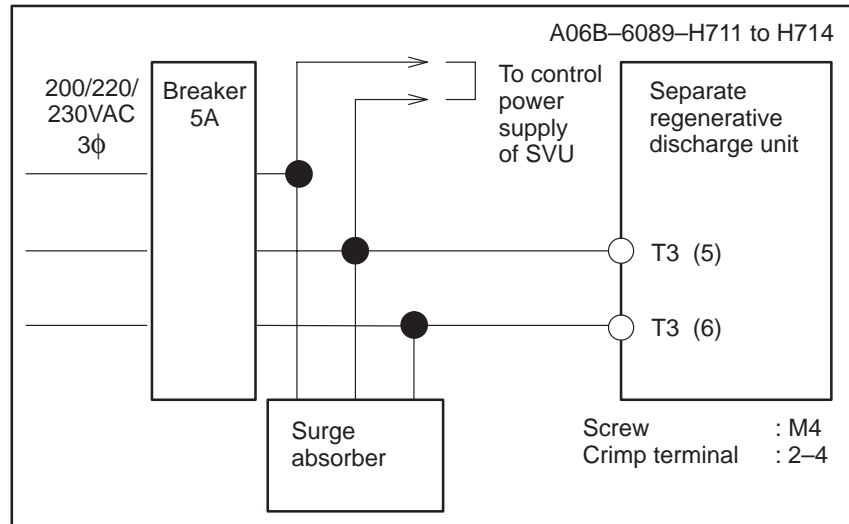 A06B–6089–H711 to H714
200/220/
230VAC
3ϕ
Breaker
5A
To control
power
supply
of SVU
Separate
regenerative
discharge unit
T3 (5)
T3 (6)
Surge
absorber
Screw : M4
Crimp terminal : 2–4